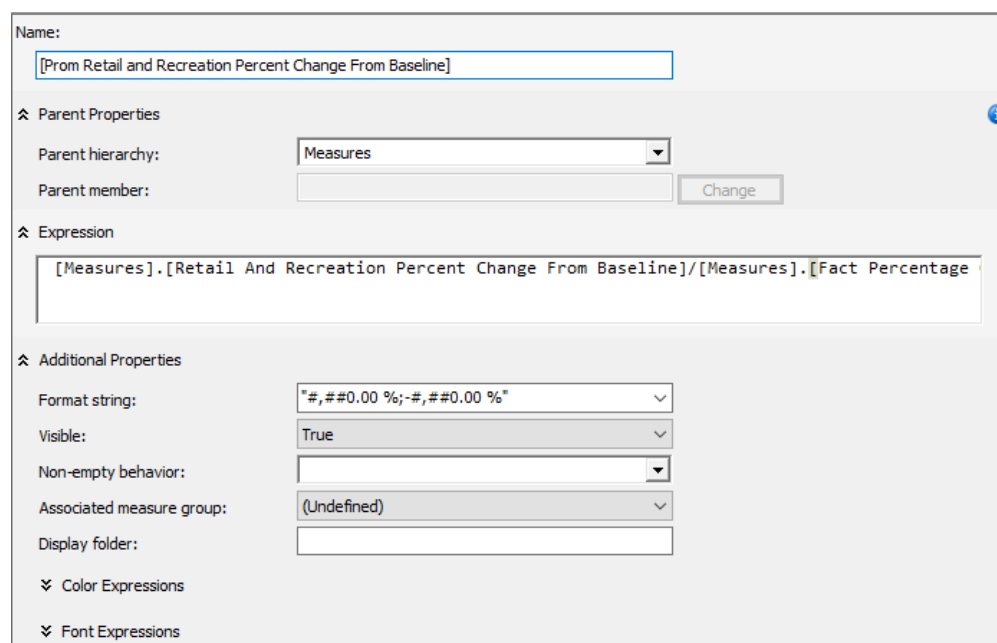 Name:
[Prom Retail and Recreation Percent Change From Baseline]
Parent Properties
Parent hierarchy:
Measures
Parent member:
Change
Expression
[Measures].[Retail And Recreation Percent Change From Baseline]/[Measures].[Fact Percentage
Additional Properties
Format string:
"#,##0.00 %;-#,##0.00 %"
Visible:
True
Non-empty behavior:
Associated measure group:
(Undefined)
Display folder:
Color Expressions
Font Expressions